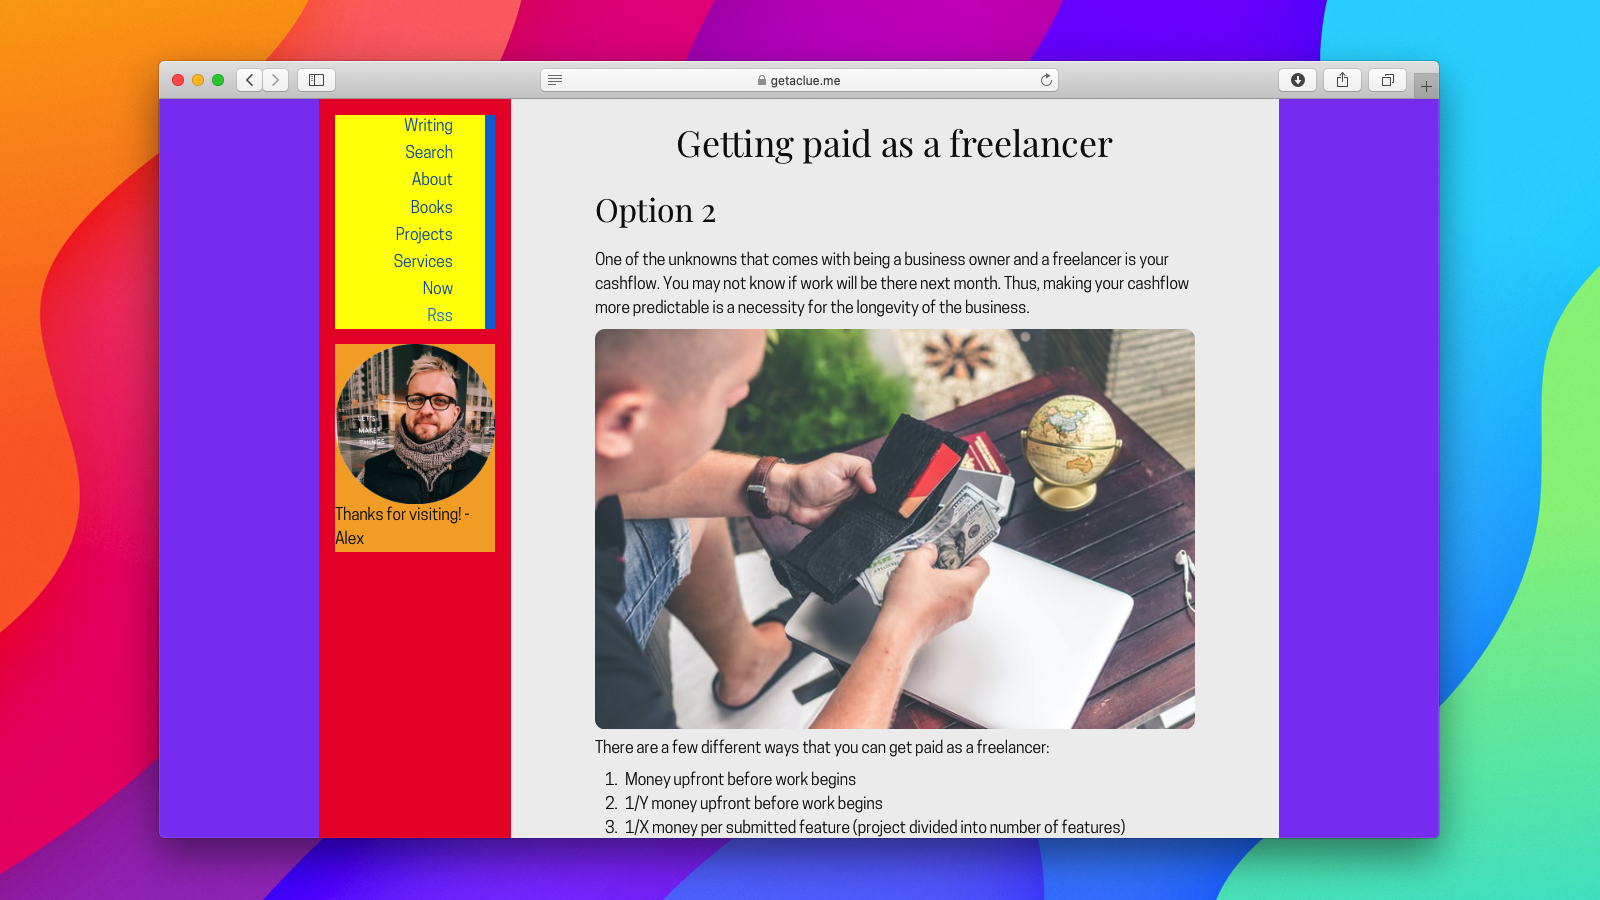 getaclue.me
Writing
Search
About
Books
Projects
Services
Now
Rss
LET'S
MAKE
THINGS
Thanks for visiting! -
Alex
Getting paid as a freelancer
Option 2
One of the unknowns that comes with being a business owner and a freelancer is your
cashflow. You may not know if work will be there next month. Thus, making your cashflow
more predictable is a necessity for the longevity of the business.
There are a few different ways that you can get paid as a freelancer:
1. Money upfront before work begins
2. 1/Y money upfront before work begins
3. 1/X money per submitted feature (project divided into number of features)